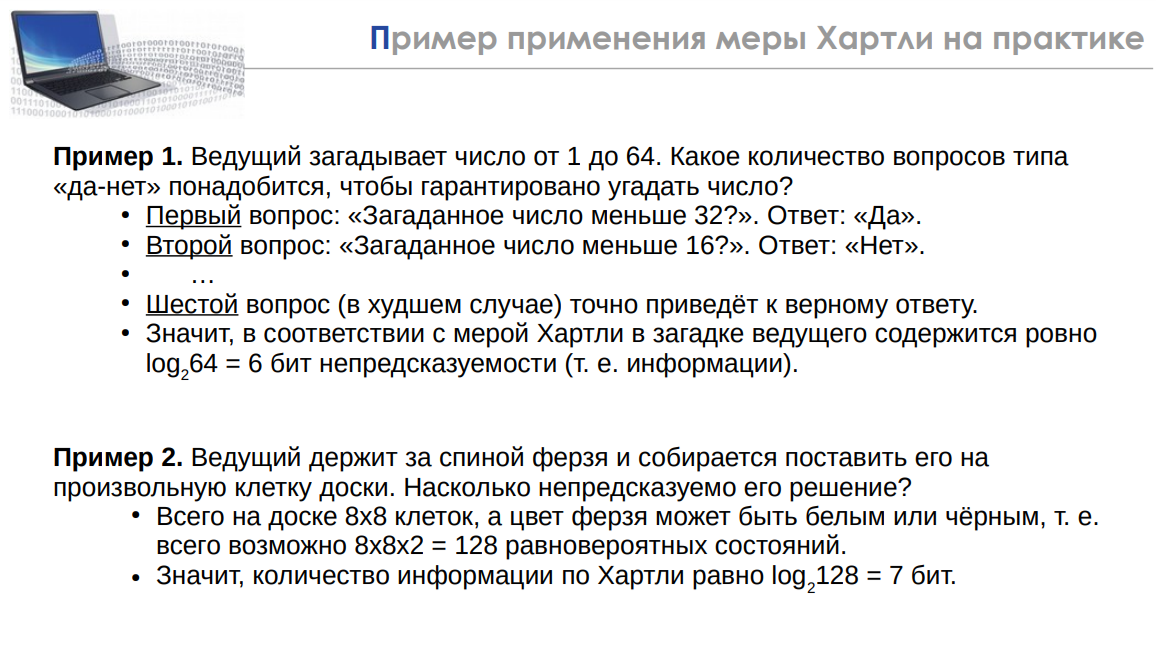 Пример применения меры Хартли на практике
Пример 1. Ведущий загадывает число от 1 до 64. Какое количество вопросов типа
«да-нет» понадобится, чтобы гарантировано угадать число?
• Первый вопрос: «Загаданное число меньше 32?». Ответ: «Да».
• Второй вопрос: «Загаданное число меньше 16?». Ответ: «Нет».
• …
• Шестой вопрос (в худшем случае) точно приведёт к верному ответу.
• Значит, в соответствии с мерой Хартли в загадке ведущего содержится ровно
log₂64 = 6 бит непредсказуемости (т. е. информации).
Пример 2. Ведущий держит за спиной ферзя и собирается поставить его на
произвольную клетку доски. Насколько непредсказуемо его решение?
• Всего на доске 8х8 клеток, а цвет ферзя может быть белым или чёрным, т. е.
всего возможно 8х8х2 = 128 равновероятных состояний.
• Значит, количество информации по Хартли равно log₂128 = 7 бит.